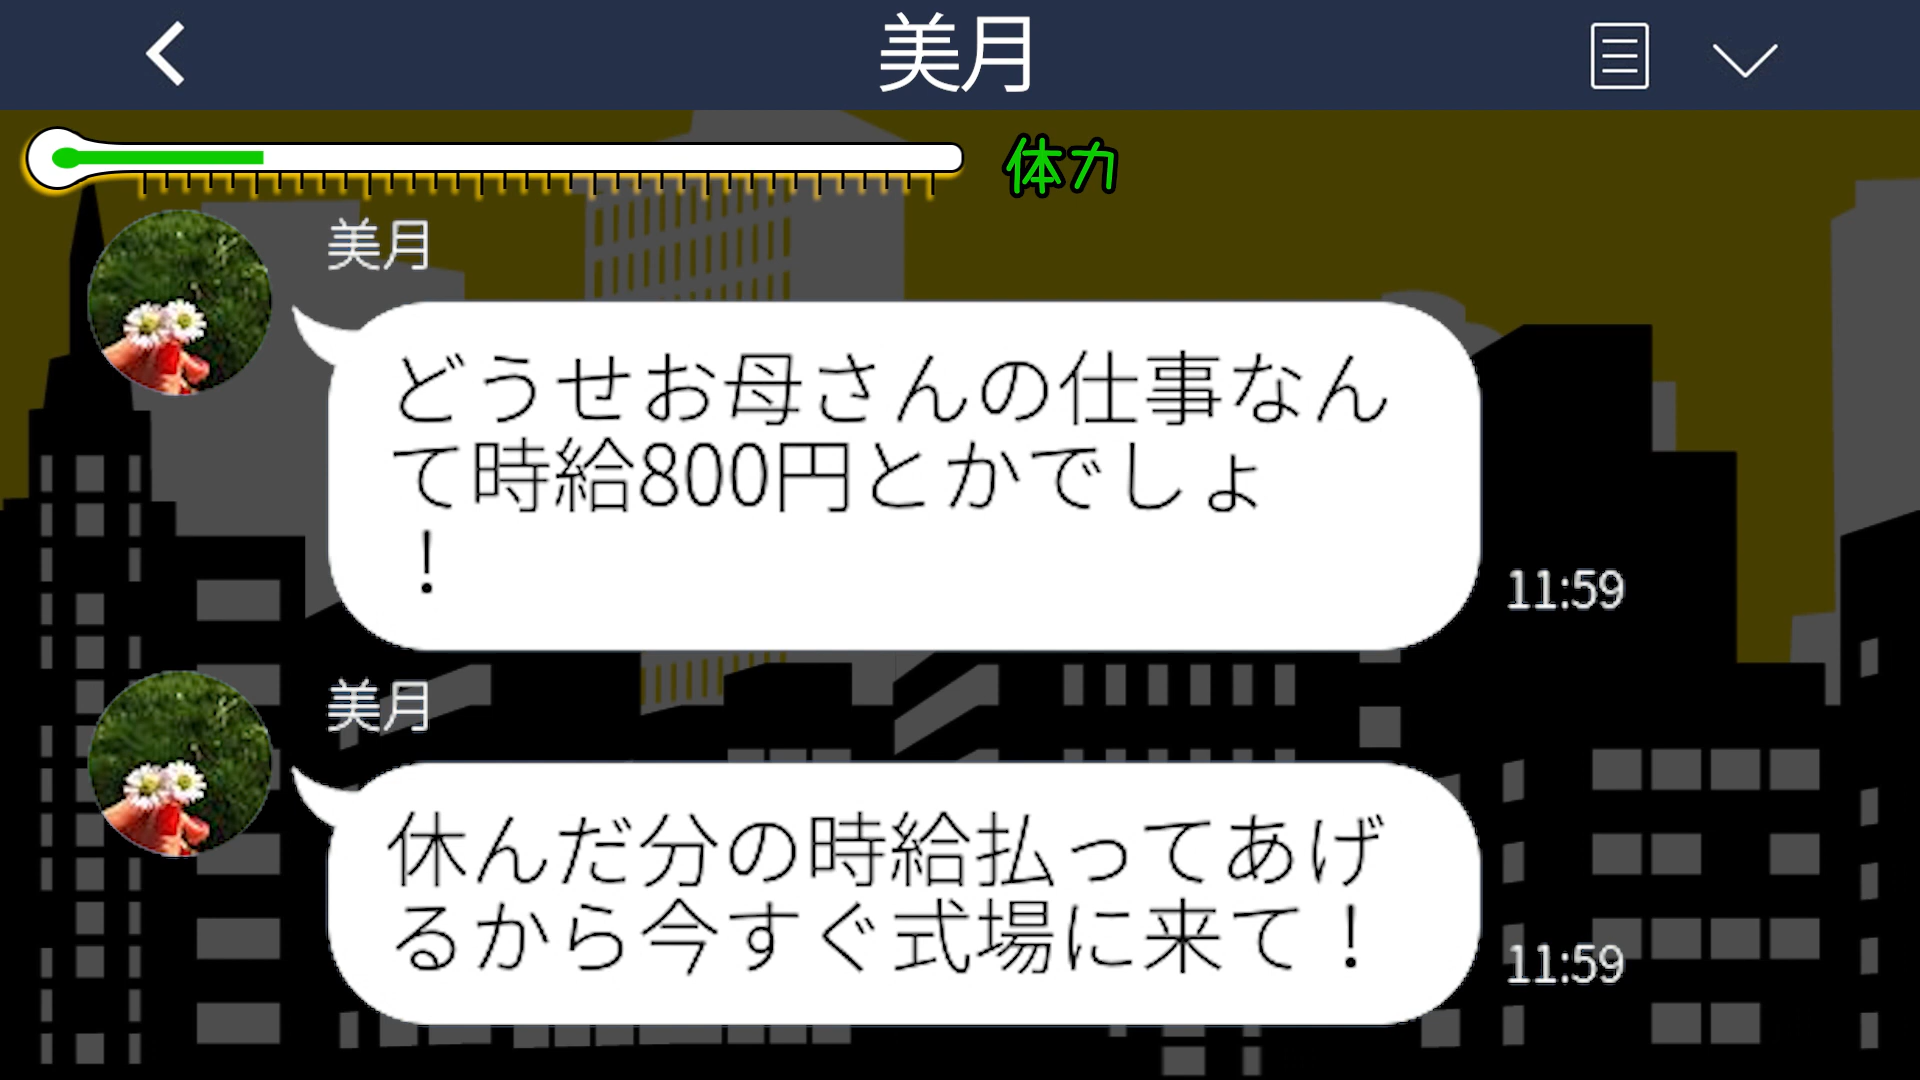 美月
体力
美月
どうせお母さんの仕事なん
て時給800円とかでしょ
！
11:59
美月
休んだ分の時給払ってあげ
るから今すぐ式場に来て！
11:59